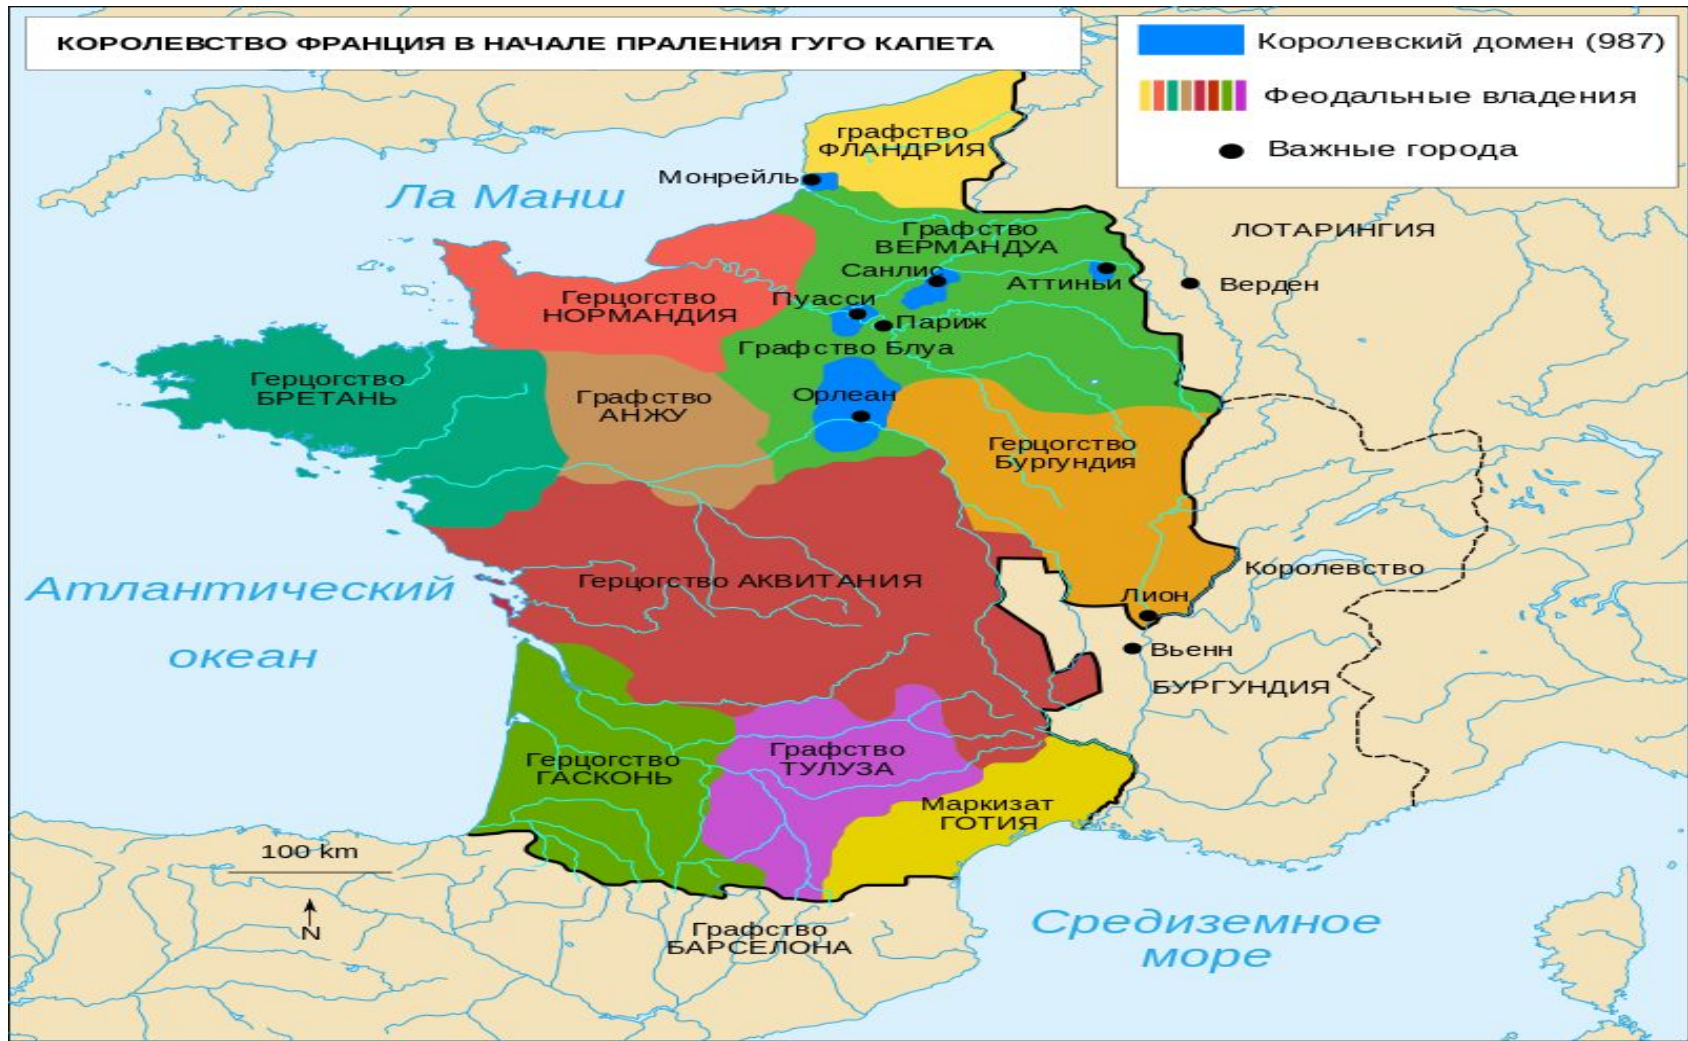 КОРОЛЕВСТВО ФРАНЦИЯ В НАЧАЛЕ ПРАЛЕНИЯ ГУГО КАПЕТА
Королевский домен (987)
Феодальные владения
Важные города
графство
ФЛАНДРИЯ
Монрейль
Ла Манш
Графство
ВЕРМАНДУА
ЛОТАРИНГИЯ
Санлис
Аттиньи
Верден
Пуасси
Париж
Герцогство
НОРМАНДИЯ
Графство Блуа
Герцогство
БРЕТАНЬ
Графство
АНЖУ
Орлеан
Герцогство
Бургундия
Атлантический
океан
Герцогство АКВИТАНИЯ
Королевство
БУРГУНДИЯ
Лион
Вьенн
Герцогство
ГАСКОНЬ
Графство
ТУЛУЗА
Маркизат
ГОТИЯ
100 km
N
Графство
БАРСЕЛОНА
Средиземное
море